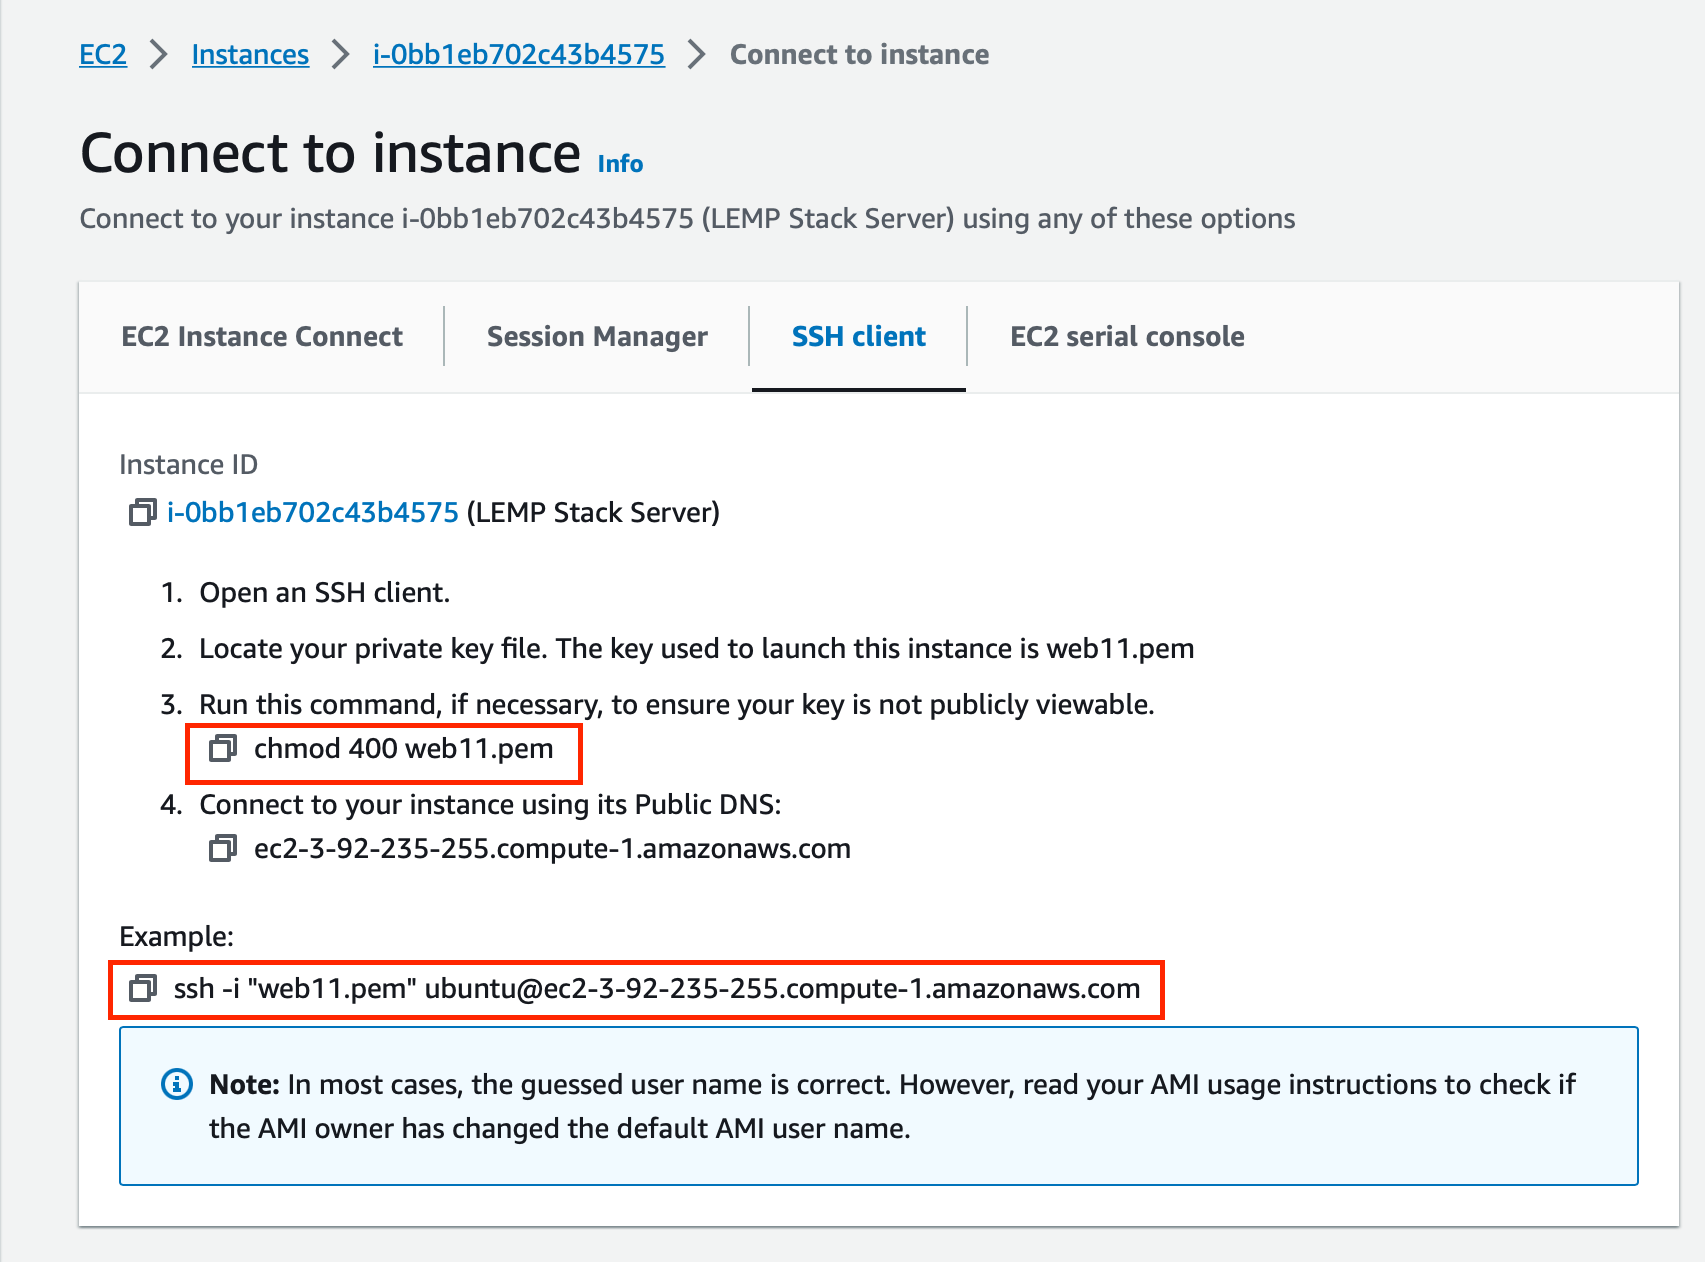 EC2 > Instances > i-0bb1eb702c43b4575 > Connect to instance
Connect to instance Info
Connect to your instance i-0bb1eb702c43b4575 (LEMP Stack Server) using any of these options
EC2 Instance Connect Session Manager SSH client EC2 serial console
Instance ID
i-0bb1eb702c43b4575 (LEMP Stack Server)
1. Open an SSH client.
2. Locate your private key file. The key used to launch this instance is web11.pem
3. Run this command, if necessary, to ensure your key is not publicly viewable.
chmod 400 web11.pem
4. Connect to your instance using its Public DNS:
ec2-3-92-235-255.compute-1.amazonaws.com
Example:
ssh -i "web11.pem" ubuntu@ec2-3-92-235-255.compute-1.amazonaws.com
Note: In most cases, the guessed user name is correct. However, read your AMI usage instructions to check if
the AMI owner has changed the default AMI user name.